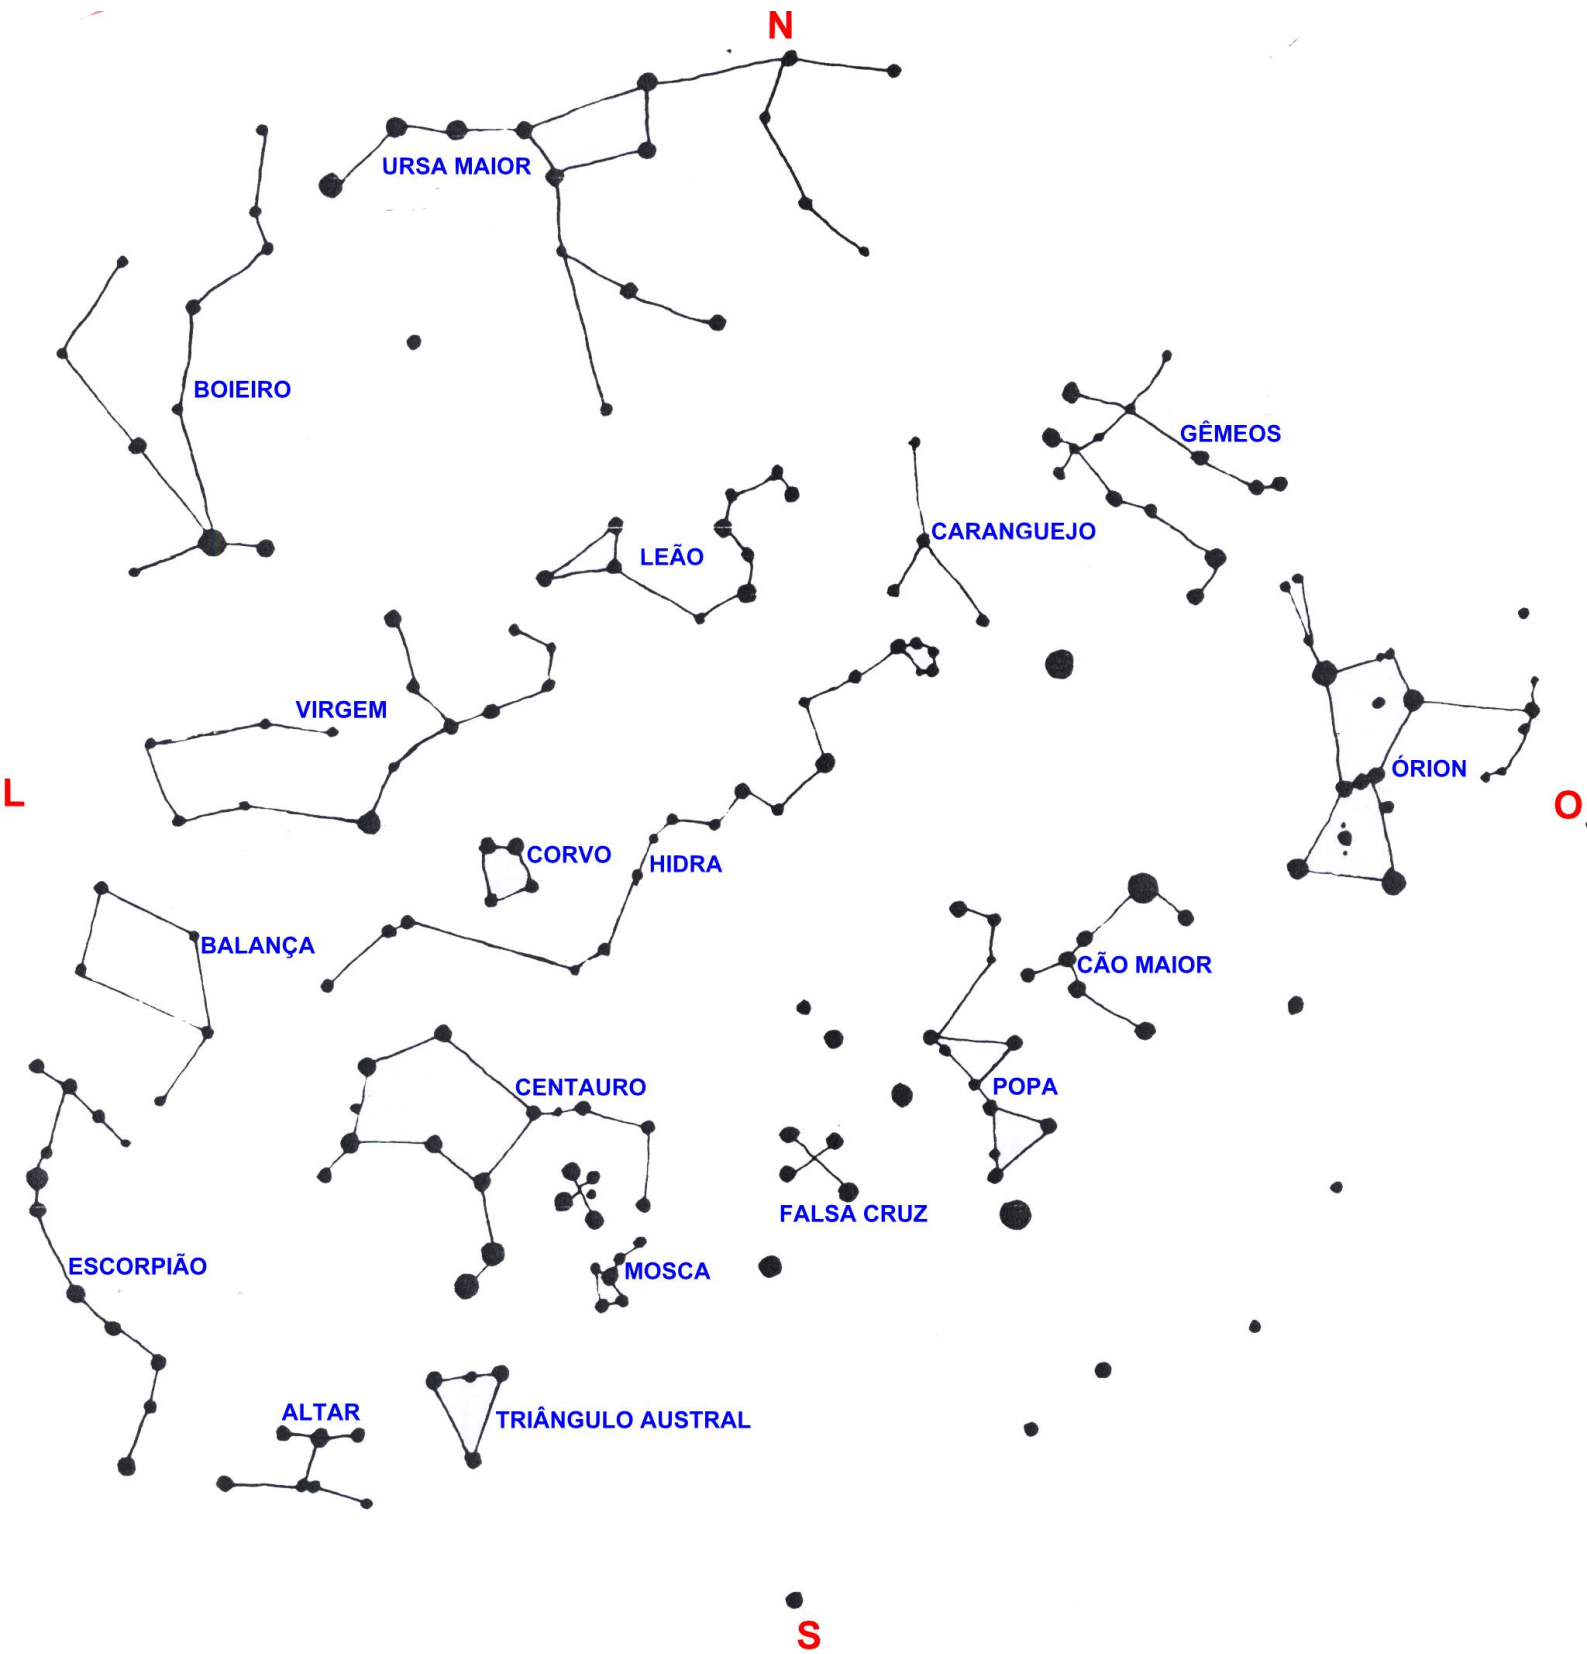 N
URSA MAIOR
BOIEIRO
GÊMEOS
CARANGUEJO
LEÃO
VIRGEM
ÓRION
L
O
CORVO
HIDRA
BALANÇA
CÃO MAIOR
CENTAURO
POPA
FALSA CRUZ
ESCORPIÃO
MOSCA
ALTAR
TRIÂNGULO AUSTRAL
S